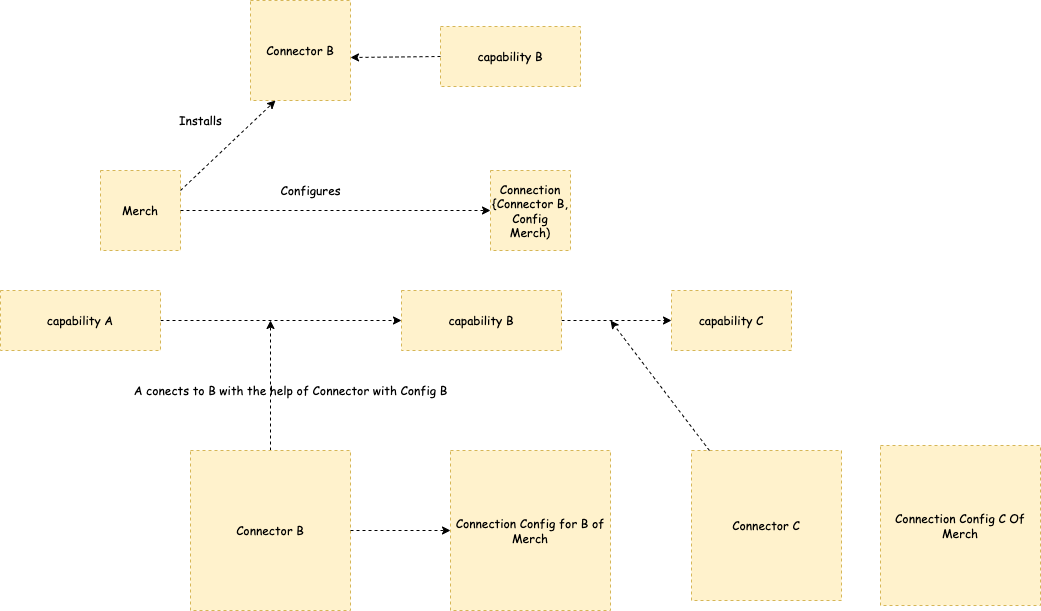 Connector B
capability B
Installs
Merch
Configures
Connection
{Connector B,
Config
Merch)
capability A
capability B
capability C
A conects to B with the help of Connector with Config B
Connector B
Connection Config for B of
Merch
Connector C
Connection Config C Of
Merch